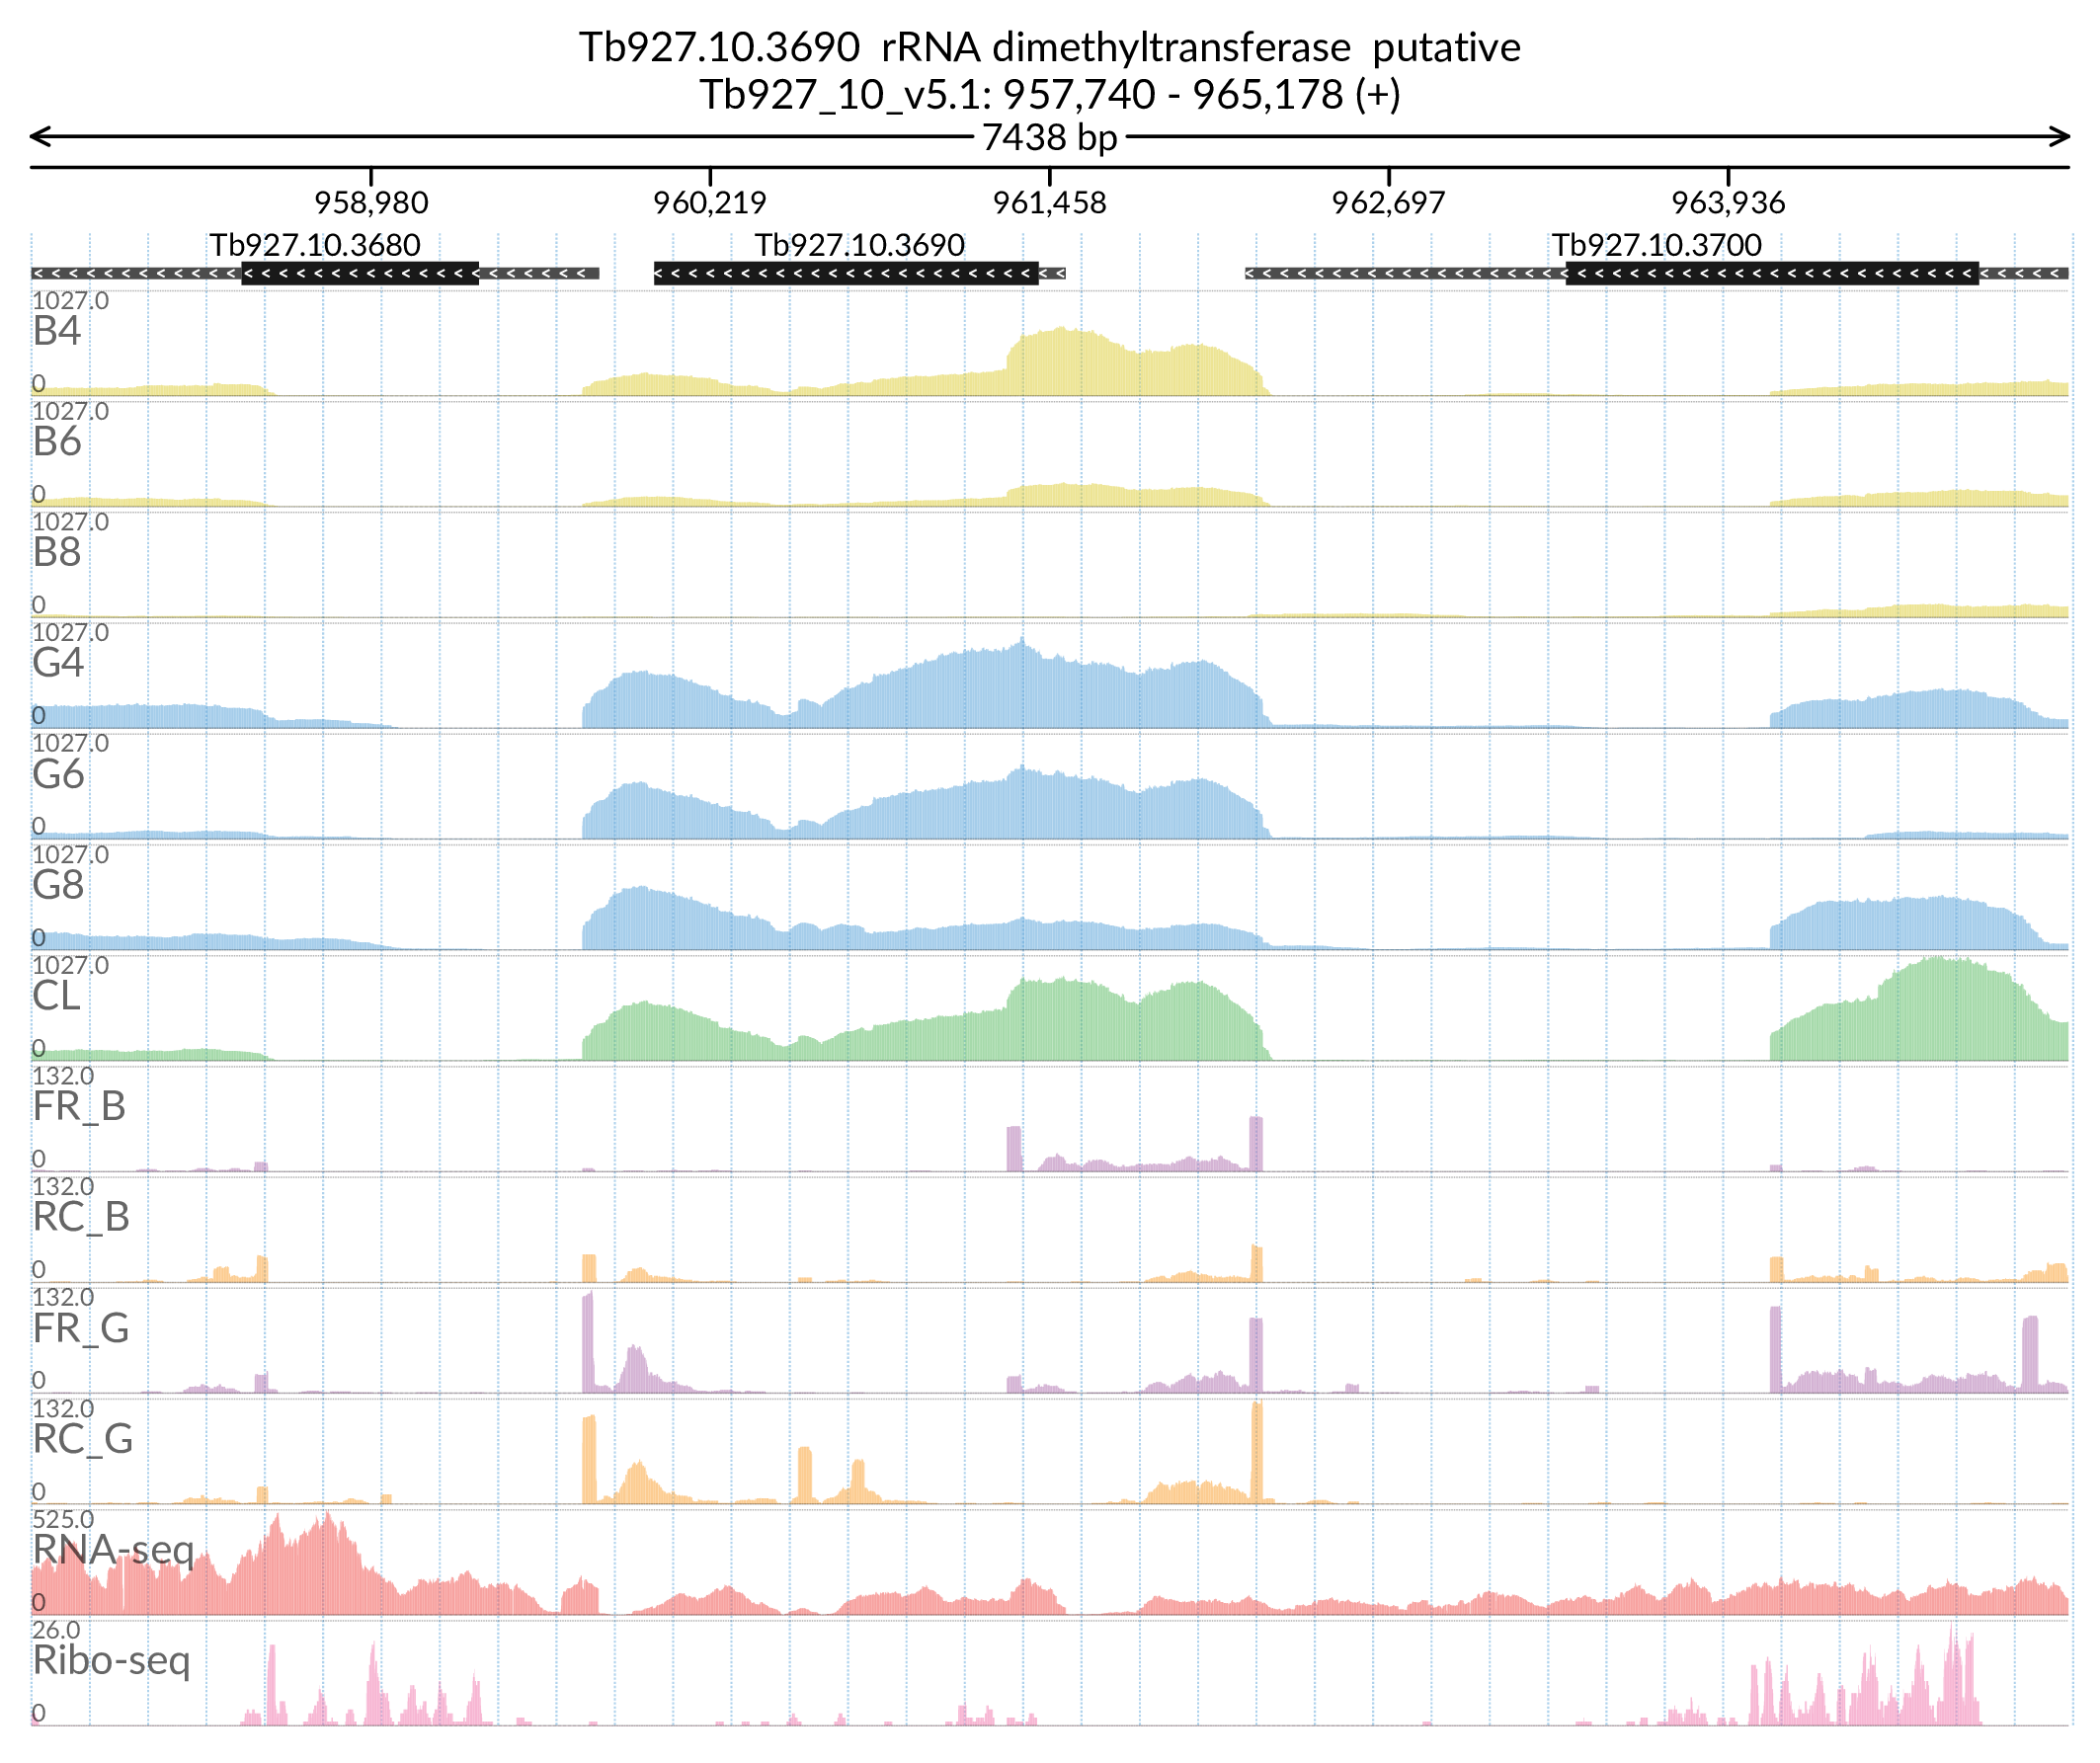 Tb927.10.3690 rRNA dimethyltransferase putative
Tb927_10_v5.1: 957,740 - 965,178 (+)
7438 bp
958,980 960,219 961,458 962,697 963,936
Tb927.10.3680 Tb927.10.3690 Tb927.10.3700
1027.0
B4
0
1027.0
B6
0
1027.0
B8
0
1027.0
G4
0
1027.0
G6
0
1027.0
G8
0
1027.0
CL
0
132.0
FR_B
0
132.0
RC_B
0
132.0
FR_G
0
132.0
RC_G
0
525.0
RNA-seq
0
26.0
Ribo-seq
0